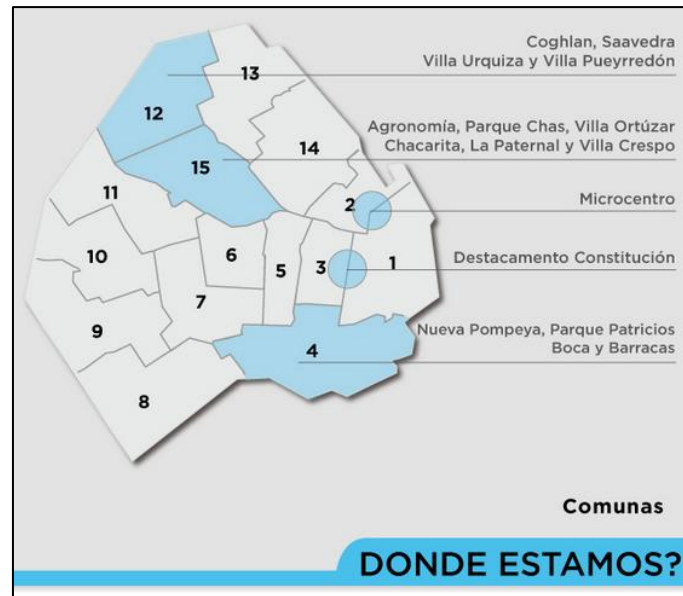 Coghlan, Saavedra
Villa Urquiza y Villa Pueyrredón
13
12
Agronomía, Parque Chas, Villa Ortúzar
Chacarita, La Paternal y Villa Crespo
14
15
11
Microcentro
2
10
6
5
3
1
Destacamento Constitución
7
9
Nueva Pompeya, Parque Patricios
Boca y Barracas
4
8
Comunas
DONDE ESTAMOS?